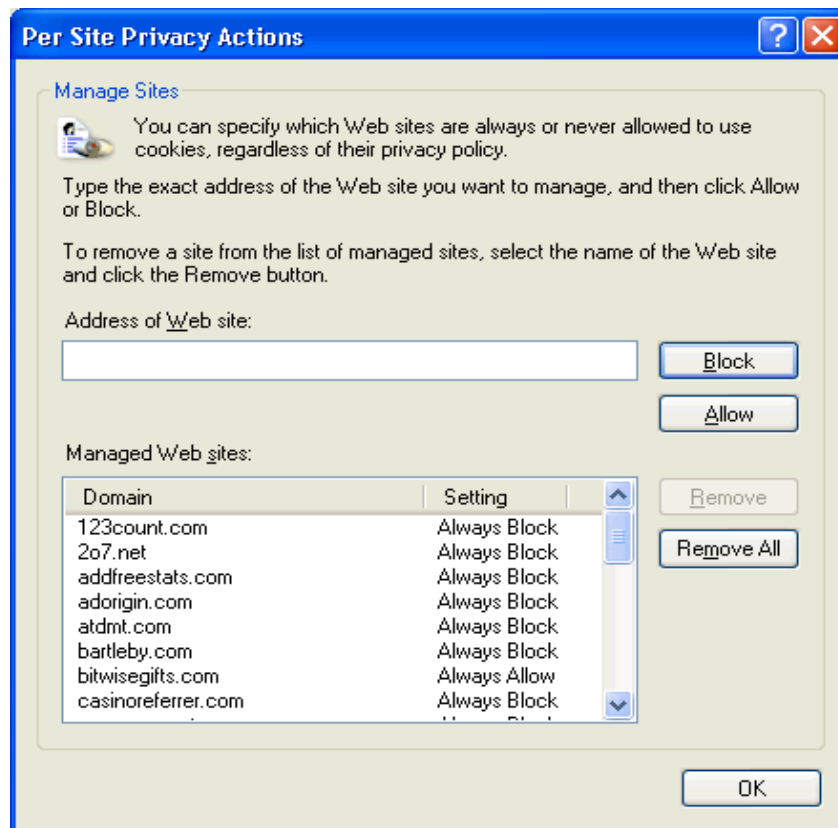 Per Site Privacy Actions
Manage Sites
You can specify which Web sites are always or never allowed to use
cookies, regardless of their privacy policy.
Type the exact address of the Web site you want to manage, and then click Allow
or Block.
To remove a site from the list of managed sites, select the name of the Web site
and click the Remove button.
Address of Web site:
Block
Allow
Managed Web sites:
Domain Setting
Remove
123count.com Always Block
2o7.net Always Block
Remove All
addfreestats.com Always Block
adorigin.com Always Block
atdmt.com Always Block
bartleby.com Always Block
bitwisegifts.com Always Allow
casinoreferrer.com Always Block
OK